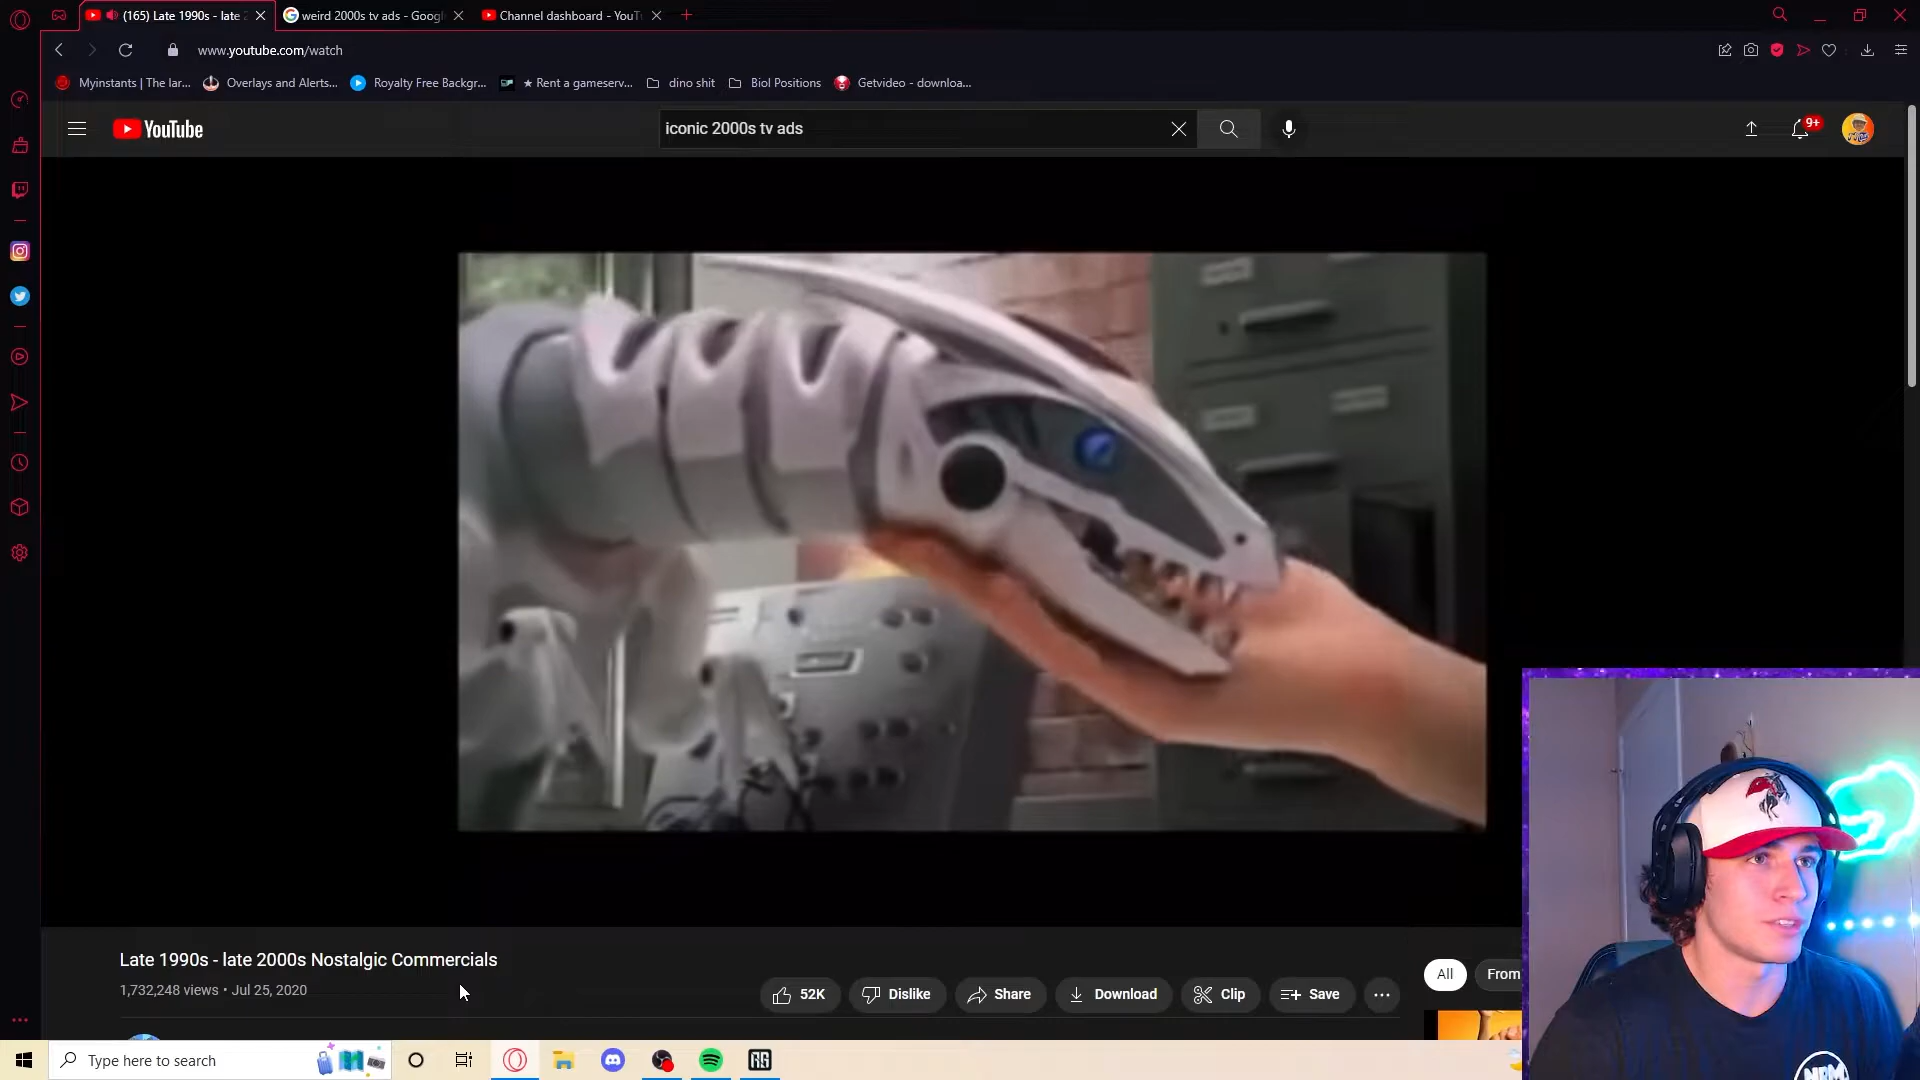 (165) Late 1990s - late 2
weird 2000s tv ads - Googl
Channel dashboard - YouTu
www.youtube.com/watch
Myinstants | The lar...
Overlays and Alerts...
Royalty Free Backgr...
★ Rent a gameserv...
dino shit
Biol Positions
Getvideo - downloa...
YouTube
iconic 2000s tv ads
9+
Late 1990s - late 2000s Nostalgic Commercials
1,732,248 views • Jul 25, 2020
52K
Dislike
Share
Download
Clip
Save
All
From
Type here to search